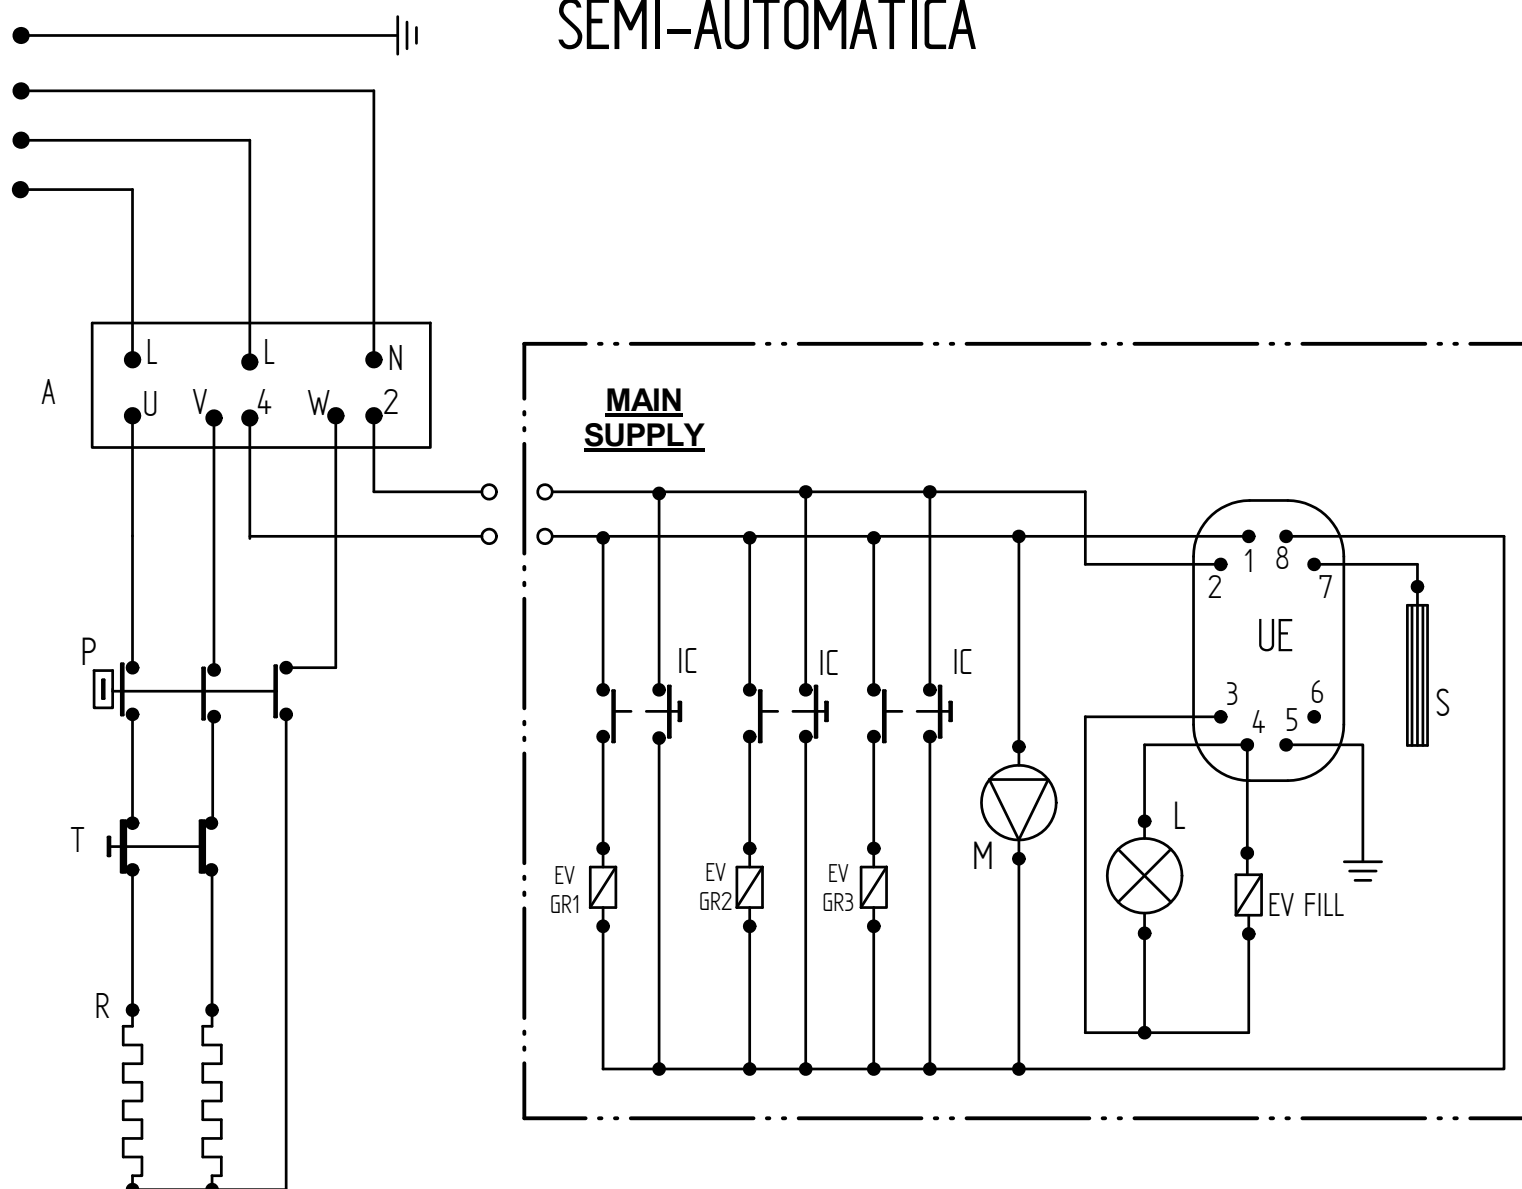 SEMI-AUTOMATICA
L L N
A
U V 4 W 2
MAIN
SUPPLY
1 8
2 7
UE
P
IC IC IC
3 6
4 5
S
T
L
M
EV
GR1
EV
GR2
EV
GR3
EV FILL
R